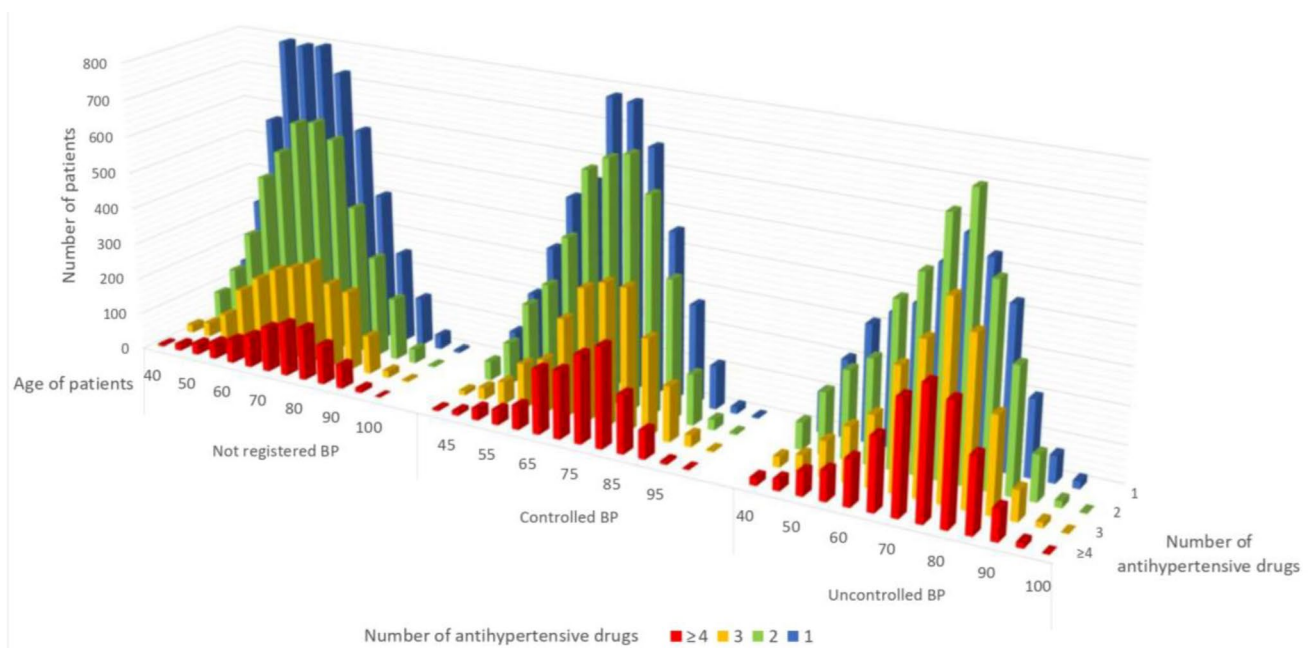 800
700
600
500
400
300
200
100
0
Number of patients
Age of patients
40 50 60 70 80 90 100
Not registered BP
45 55 65 75 85 95
Controlled BP
40 50 60 70 80 90 100
Uncontrolled BP
1
2
3
≥4
Number of
antihypertensive drugs
Number of antihypertensive drugs ≥4 3 2 1